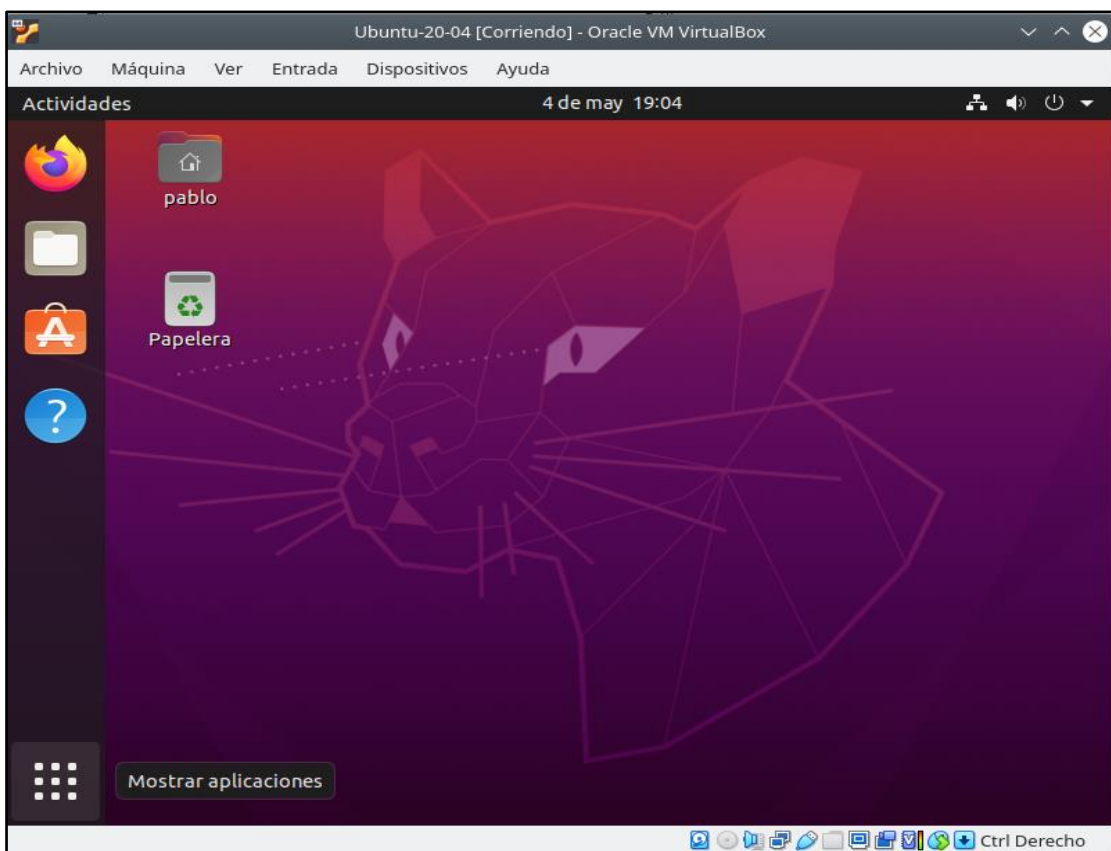 Ubuntu-20-04 [Corriendo] - Oracle VM VirtualBox
Archivo Máquina Ver Entrada Dispositivos Ayuda
Actividades 4 de may 19:04
pablo
Papelera
Mostrar aplicaciones
Ctrl Derecho